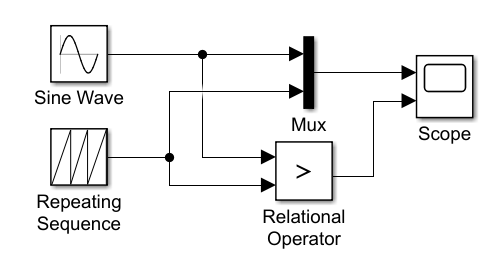 Sine Wave
Mux
Scope
Repeating
Sequence
>
Relational
Operator